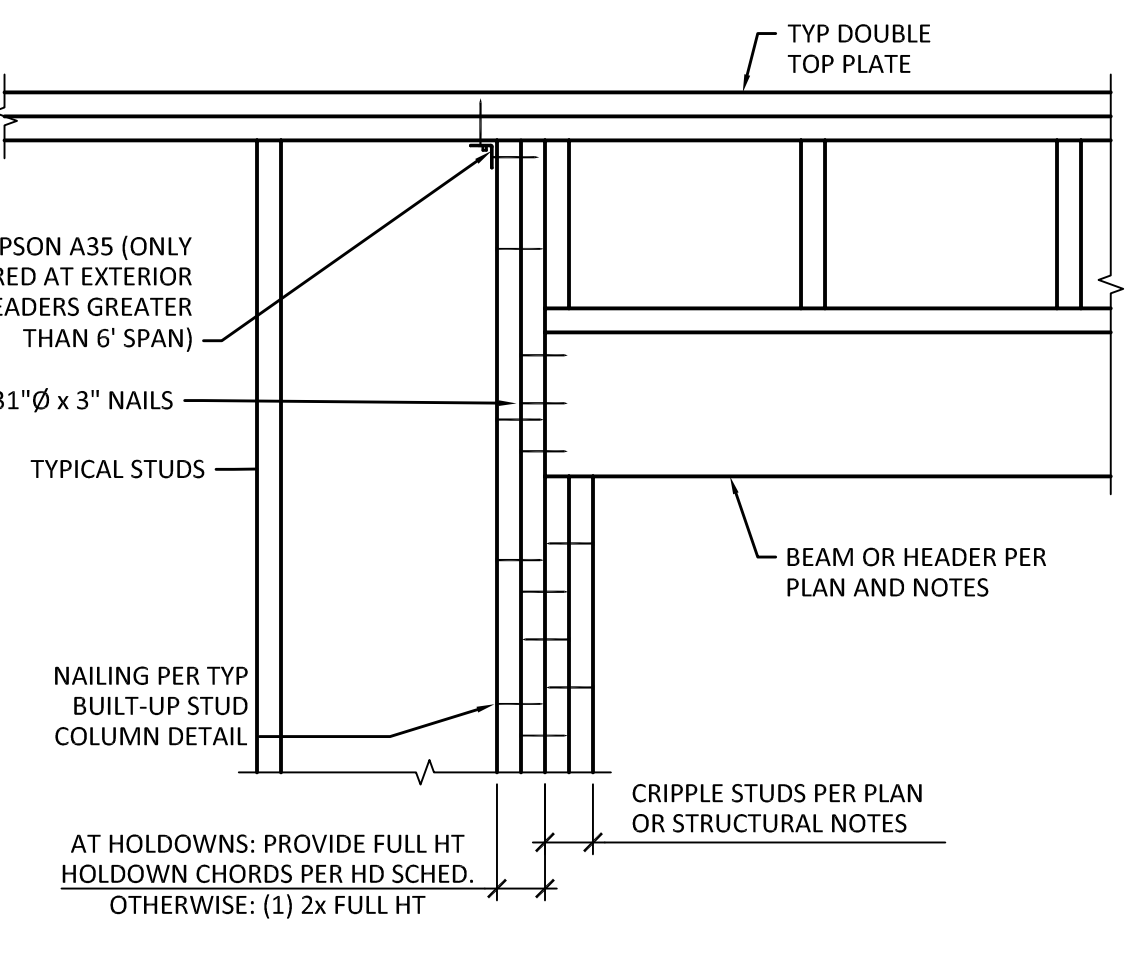 TYP DOUBLE
TOP PLATE
PSON A35 (ONLY
RED AT EXTERIOR
EADERS GREATER
THAN 6' SPAN)
31"Ø x 3" NAILS
TYPICAL STUDS
BEAM OR HEADER PER
PLAN AND NOTES
NAILING PER TYP
BUILT-UP STUD
COLUMN DETAIL
CRIPPLE STUDS PER PLAN
OR STRUCTURAL NOTES
AT HOLDOWNS: PROVIDE FULL HT
HOLDOWN CHORDS PER HD SCHED.
OTHERWISE: (1) 2x FULL HT